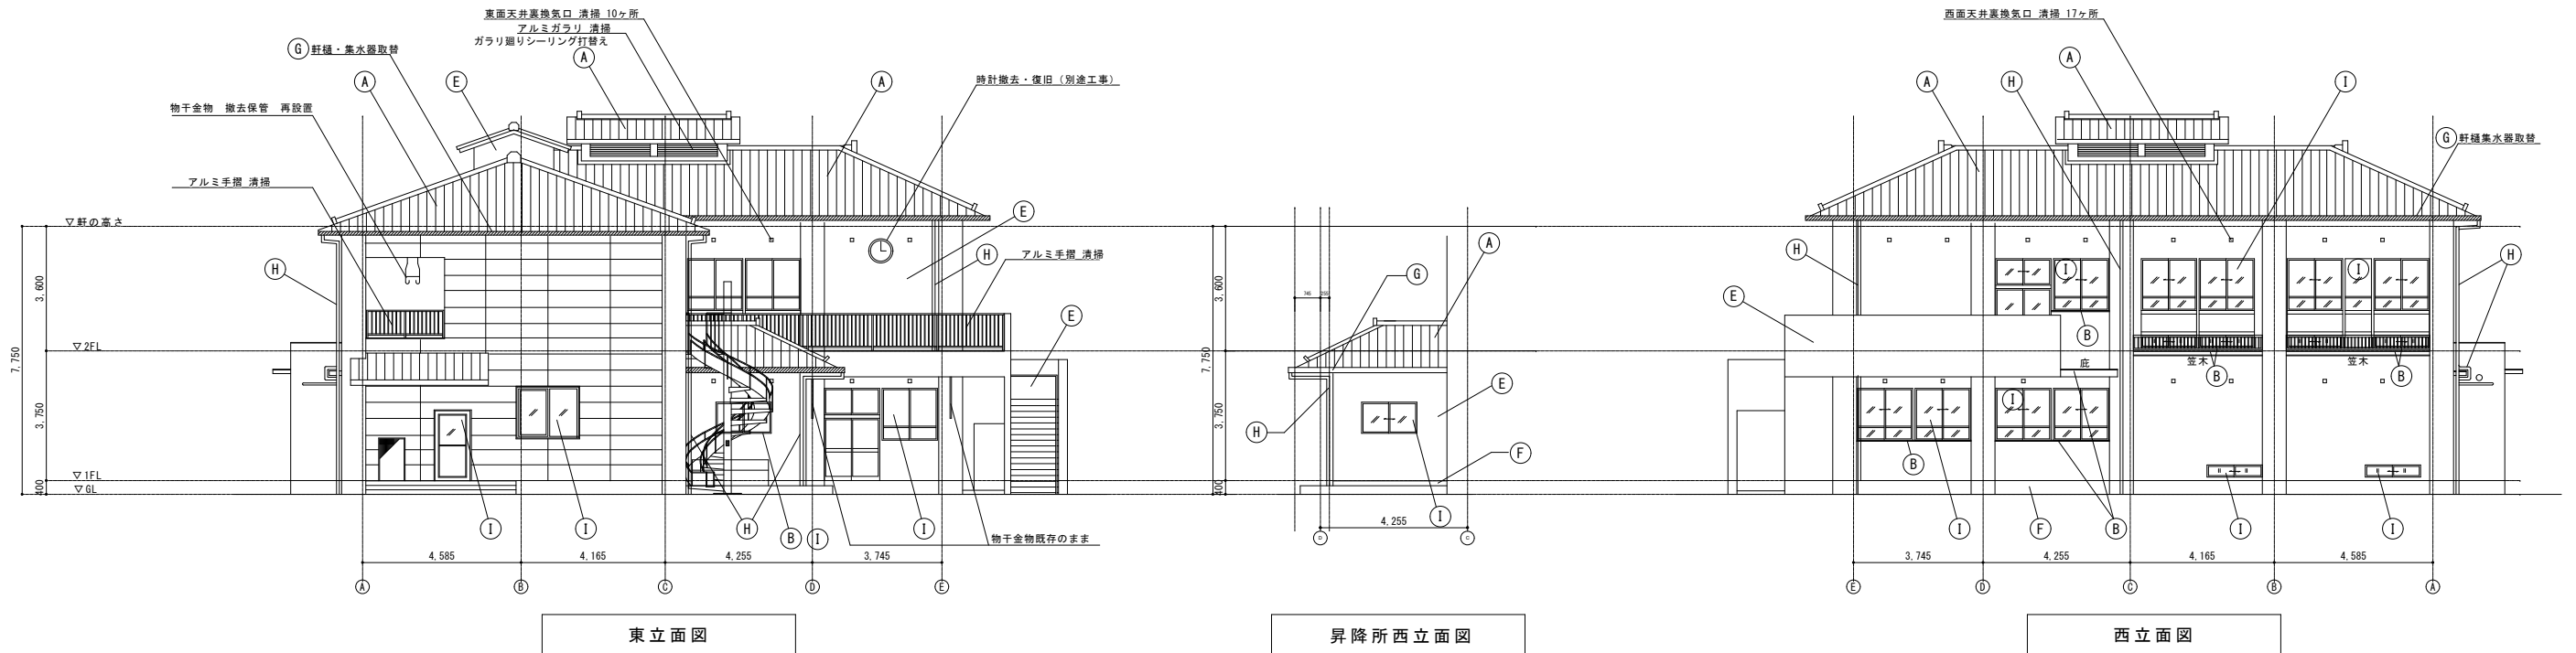 東面天井裏換気口 清掃 10ヶ所
アルミガラリ 清掃
ガラリ廻りシーリング打替え
G 軒樋・集水器取替
A
E
A
A
時計撤去・復旧（別途工事）
物干金物 撤去保管 再設置
A
アルミ手摺 清掃
▽軒の高さ
E
H
H
アルミ手摺 清掃
E
3,600
7,750
▽2FL
3,750
▽1FL
400
▽GL
I
I
H
B
I
I
物干金物既存のまま
4,585
4,165
4,255
3,745
A
B
C
D
E
東立面図
A
G
745
3,600
7,750
E
3,750
H
F
400
I
4,255
D
C
昇降所西立面図
西面天井裏換気口 清掃 17ヶ所
A
A
H
I
A
G 軒樋集水器取替
H
I
I
H
E
B
庇
笠木
B
笠木
B
I
B
I
F
B
I
I
3,745
4,255
4,165
4,585
E
D
C
B
A
西立面図